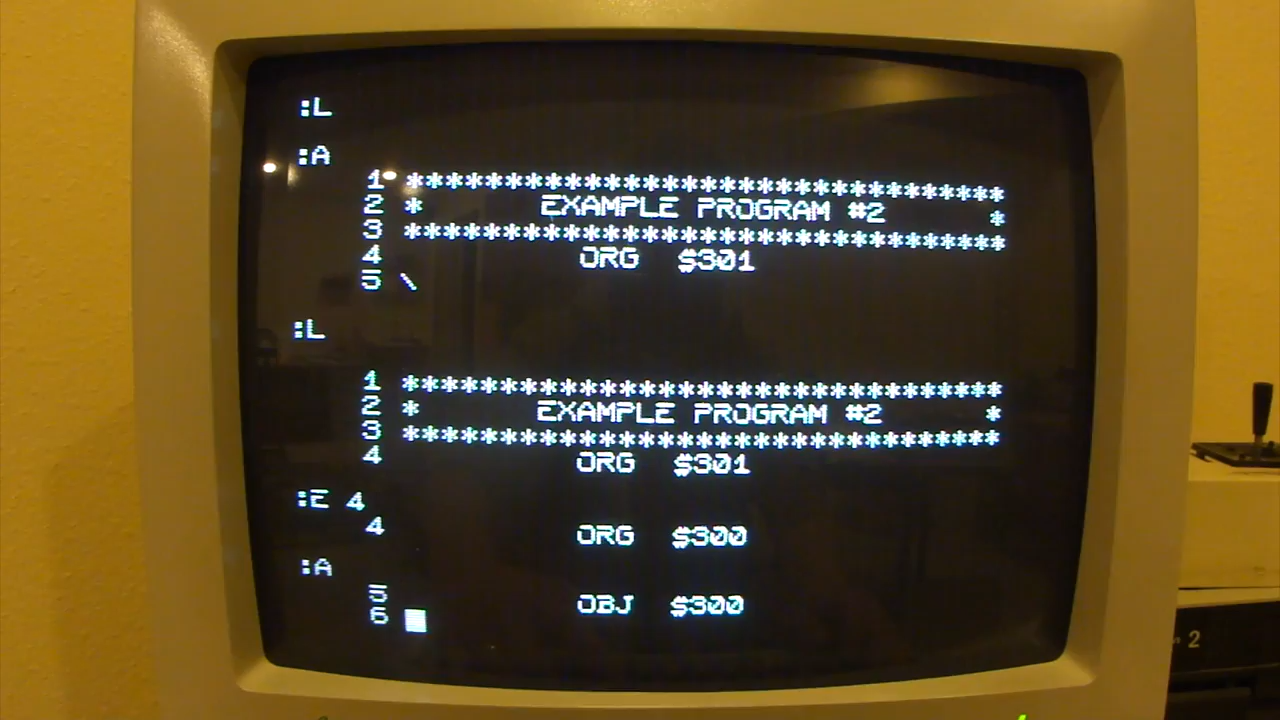 :L
:A
1 ******************************
2 *      EXAMPLE PROGRAM #2     *
3 ******************************
4         ORG  $301
5 \
:L
1 ******************************
2 *      EXAMPLE PROGRAM #2     *
3 ******************************
4         ORG  $301
:E 4
4         ORG  $300
:A
5         OBJ  $300
6
2